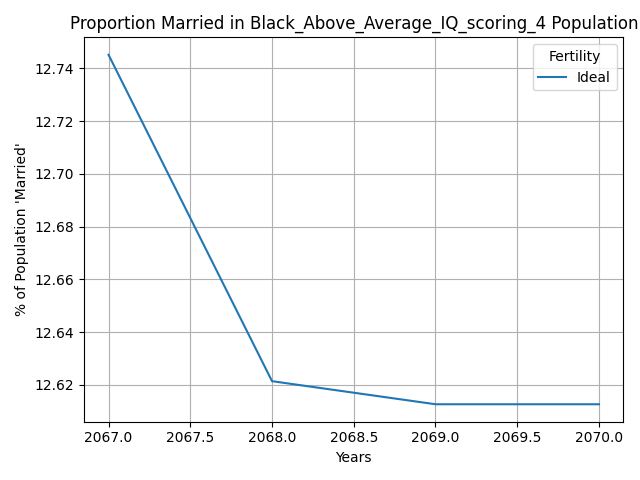 Proportion Married in Black_Above_Average_IQ_scoring_4 Population
Fertility
Ideal
% of Population 'Married'
12.74
12.72
12.70
12.68
12.66
12.64
12.62
2067.0 2067.5 2068.0 2068.5 2069.0 2069.5 2070.0
Years